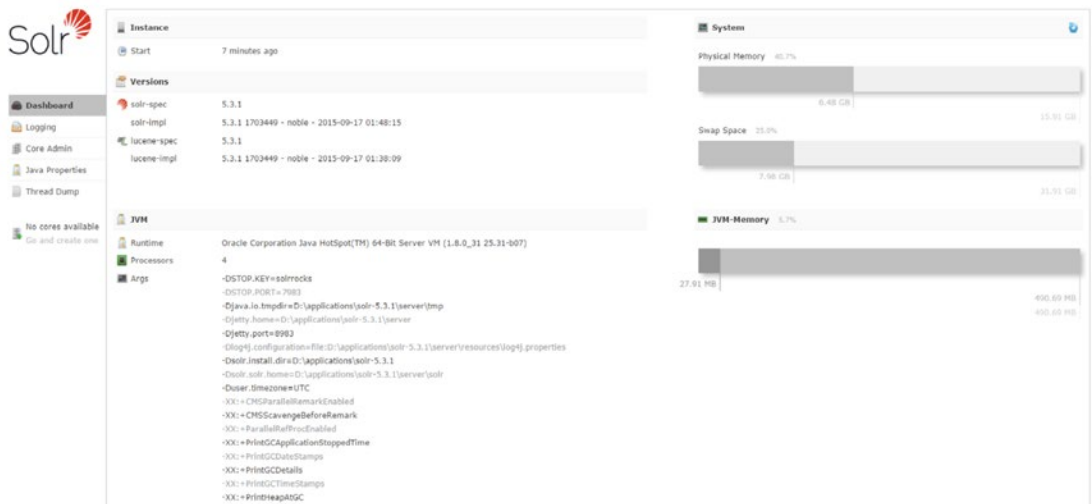 Solr
Dashboard
Logging
Core Admin
Java Properties
Thread Dump
No cores available
Go and create one
Instance
Start 7 minutes ago
Versions
solr-spec 5.3.1
solr-impl 5.3.1 1703449 - noble - 2015-09-17 01:48:15
lucene-spec 5.3.1
lucene-impl 5.3.1 1703449 - noble - 2015-09-17 01:38:09
JVM
Runtime Oracle Corporation Java HotSpot(TM) 64-Bit Server VM (1.8.0_31 25.31-b07)
Processors 4
Args -DSTOP.KEY=solrrocks
-DSTOP.PORT=7983
-Djava.io.tmpdir=D:\applications\solr-5.3.1\server\tmp
-Djetty.home=D:\applications\solr-5.3.1\server
-Djetty.port=8983
-Dlog4j.configuration=file:D:\applications\solr-5.3.1\server\resources\log4j.properties
-Dsolr.install.dir=D:\applications\solr-5.3.1
-Dsolr.solr.home=D:\applications\solr-5.3.1\server\solr
-Duser.timezone=UTC
-XX:+CMSParallelRemarkEnabled
-XX:+CMSScavengeBeforeRemark
-XX:+ParallelRefProcEnabled
-XX:+PrintGCApplicationStoppedTime
-XX:+PrintGCDateStamps
-XX:+PrintGCDetails
-XX:+PrintGCTimeStamps
-XX:+PrintHeapAtGC
System
Physical Memory 40.7%
6.48 GB
15.91 GB
Swap Space 25.0%
7.98 GB
31.91 GB
JVM-Memory 5.7%
27.91 MB
490.69 MB
490.69 MB